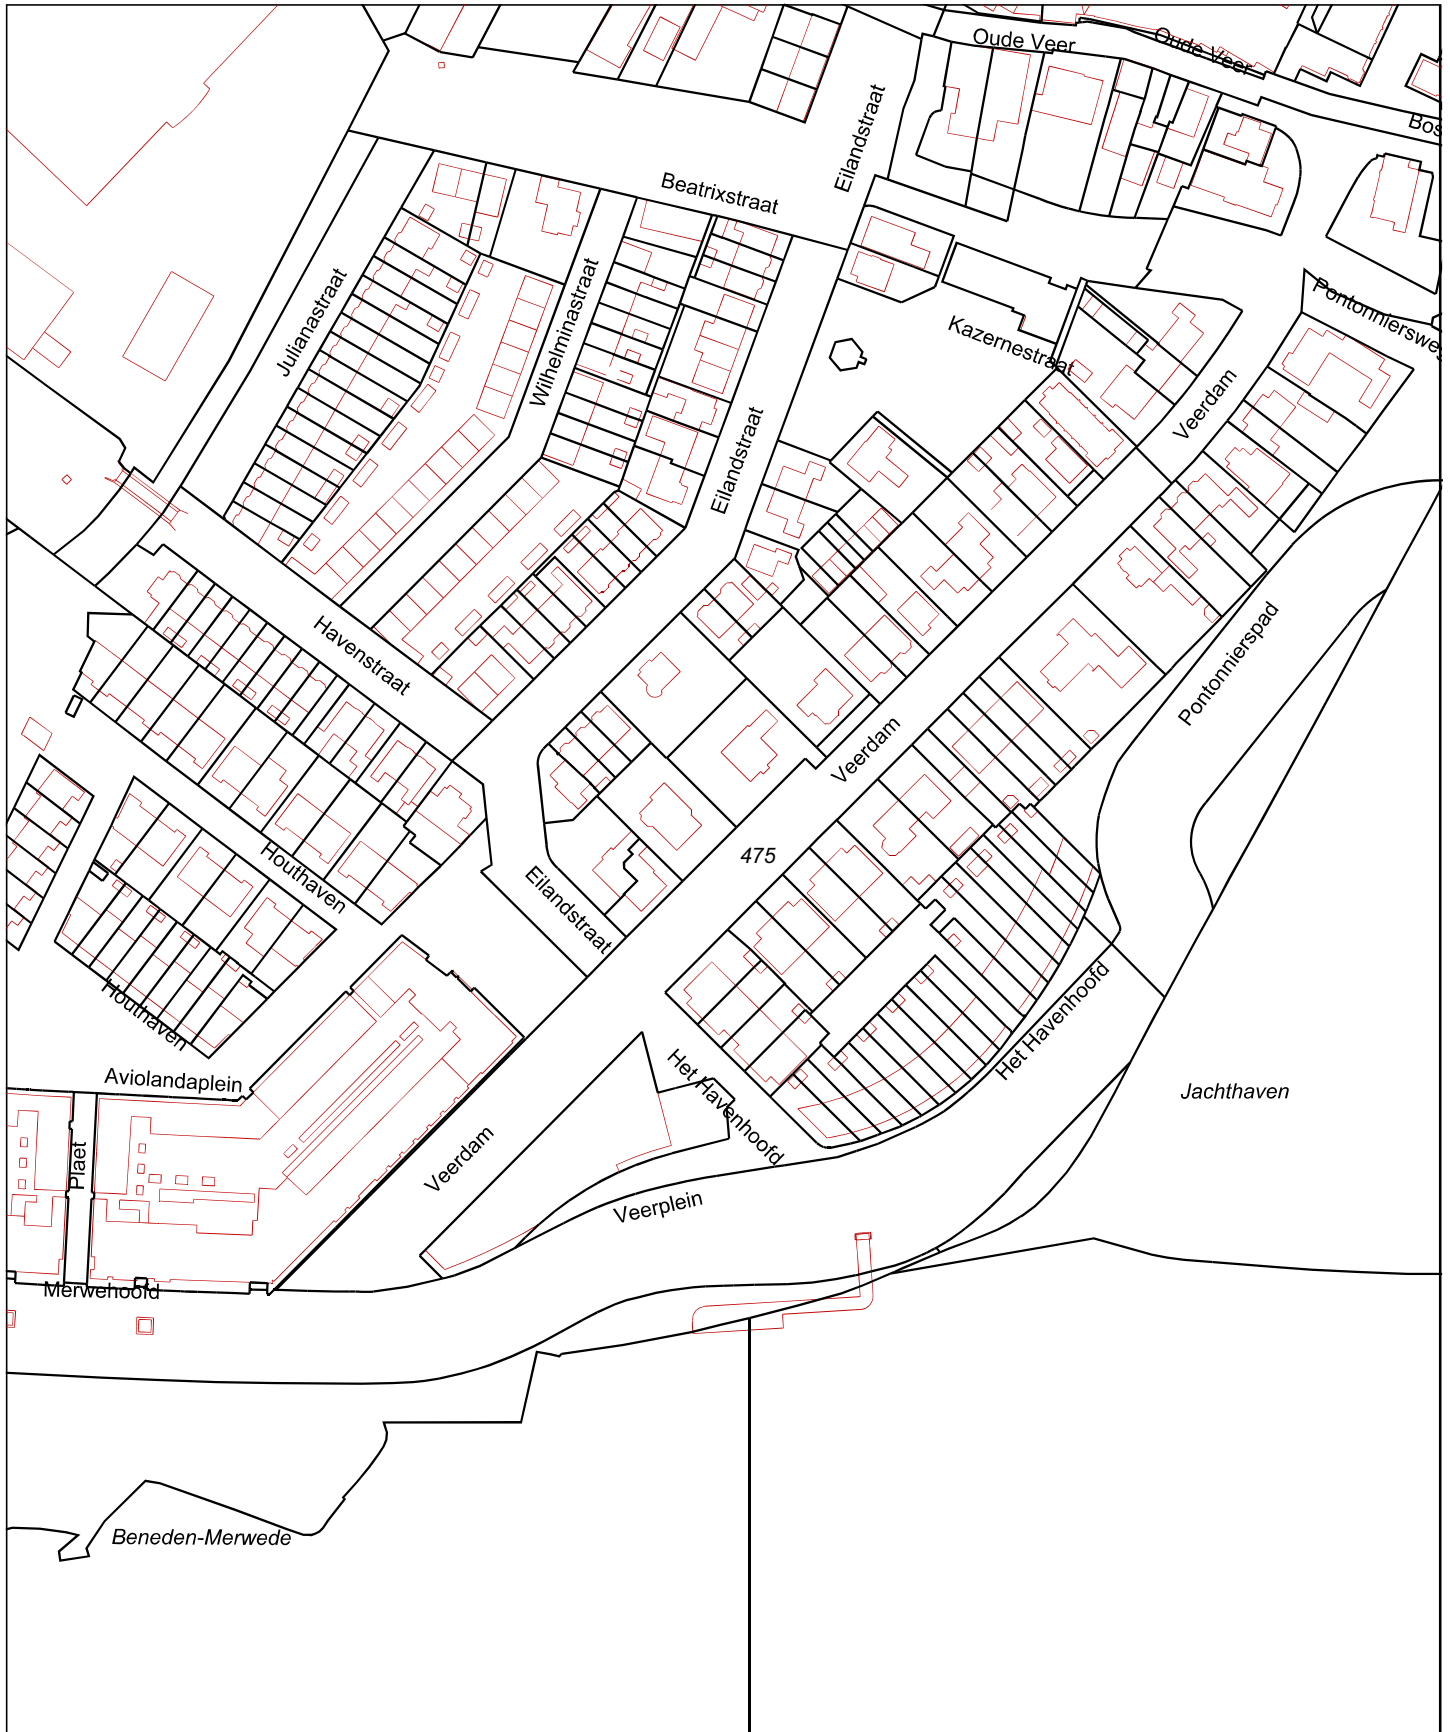 Oude Veer
Oude Veer
Bos
Eilandstraat
Beatrixstraat
Julianastraat
Wilhelminastraat
Pontonniersweg
Kazernestraat
Veerdam
Eilandstraat
Havenstraat
Pontonnierspad
Veerdam
475
Houthaven
Eilandstraat
Houthaven
Het Havenhoofd
Aviolandaplein
Het Havenhoofd
Jachthaven
Plaet
Veerdam
Veerplein
Merwehoofd
Beneden-Merwede